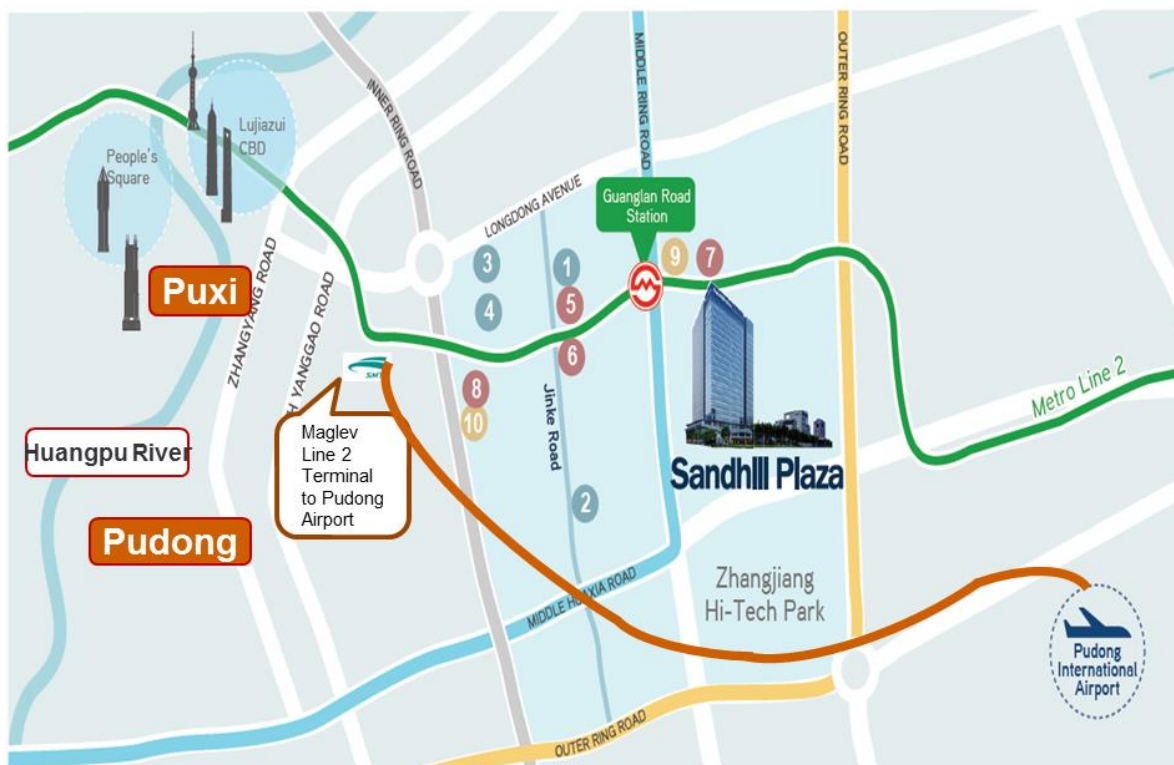 Lujiazui
CBD
People's
Square
INNER RING ROAD
MIDDLE RING ROAD
OUTER RING ROAD
LONGDONG AVENUE
Guanglan Road
Station
3
1
9
7
4
5
6
Puxi
ZHANGYANG ROAD
H YANGGAO ROAD
SMT
8
10
Jinke Road
Metro Line 2
Maglev
Line 2
Terminal
to Pudong
Airport
Huangpu River
Sandhill Plaza
2
Pudong
MIDDLE HUAXIA ROAD
Zhangjiang
Hi-Tech Park
Pudong
International
Airport
OUTER RING ROAD